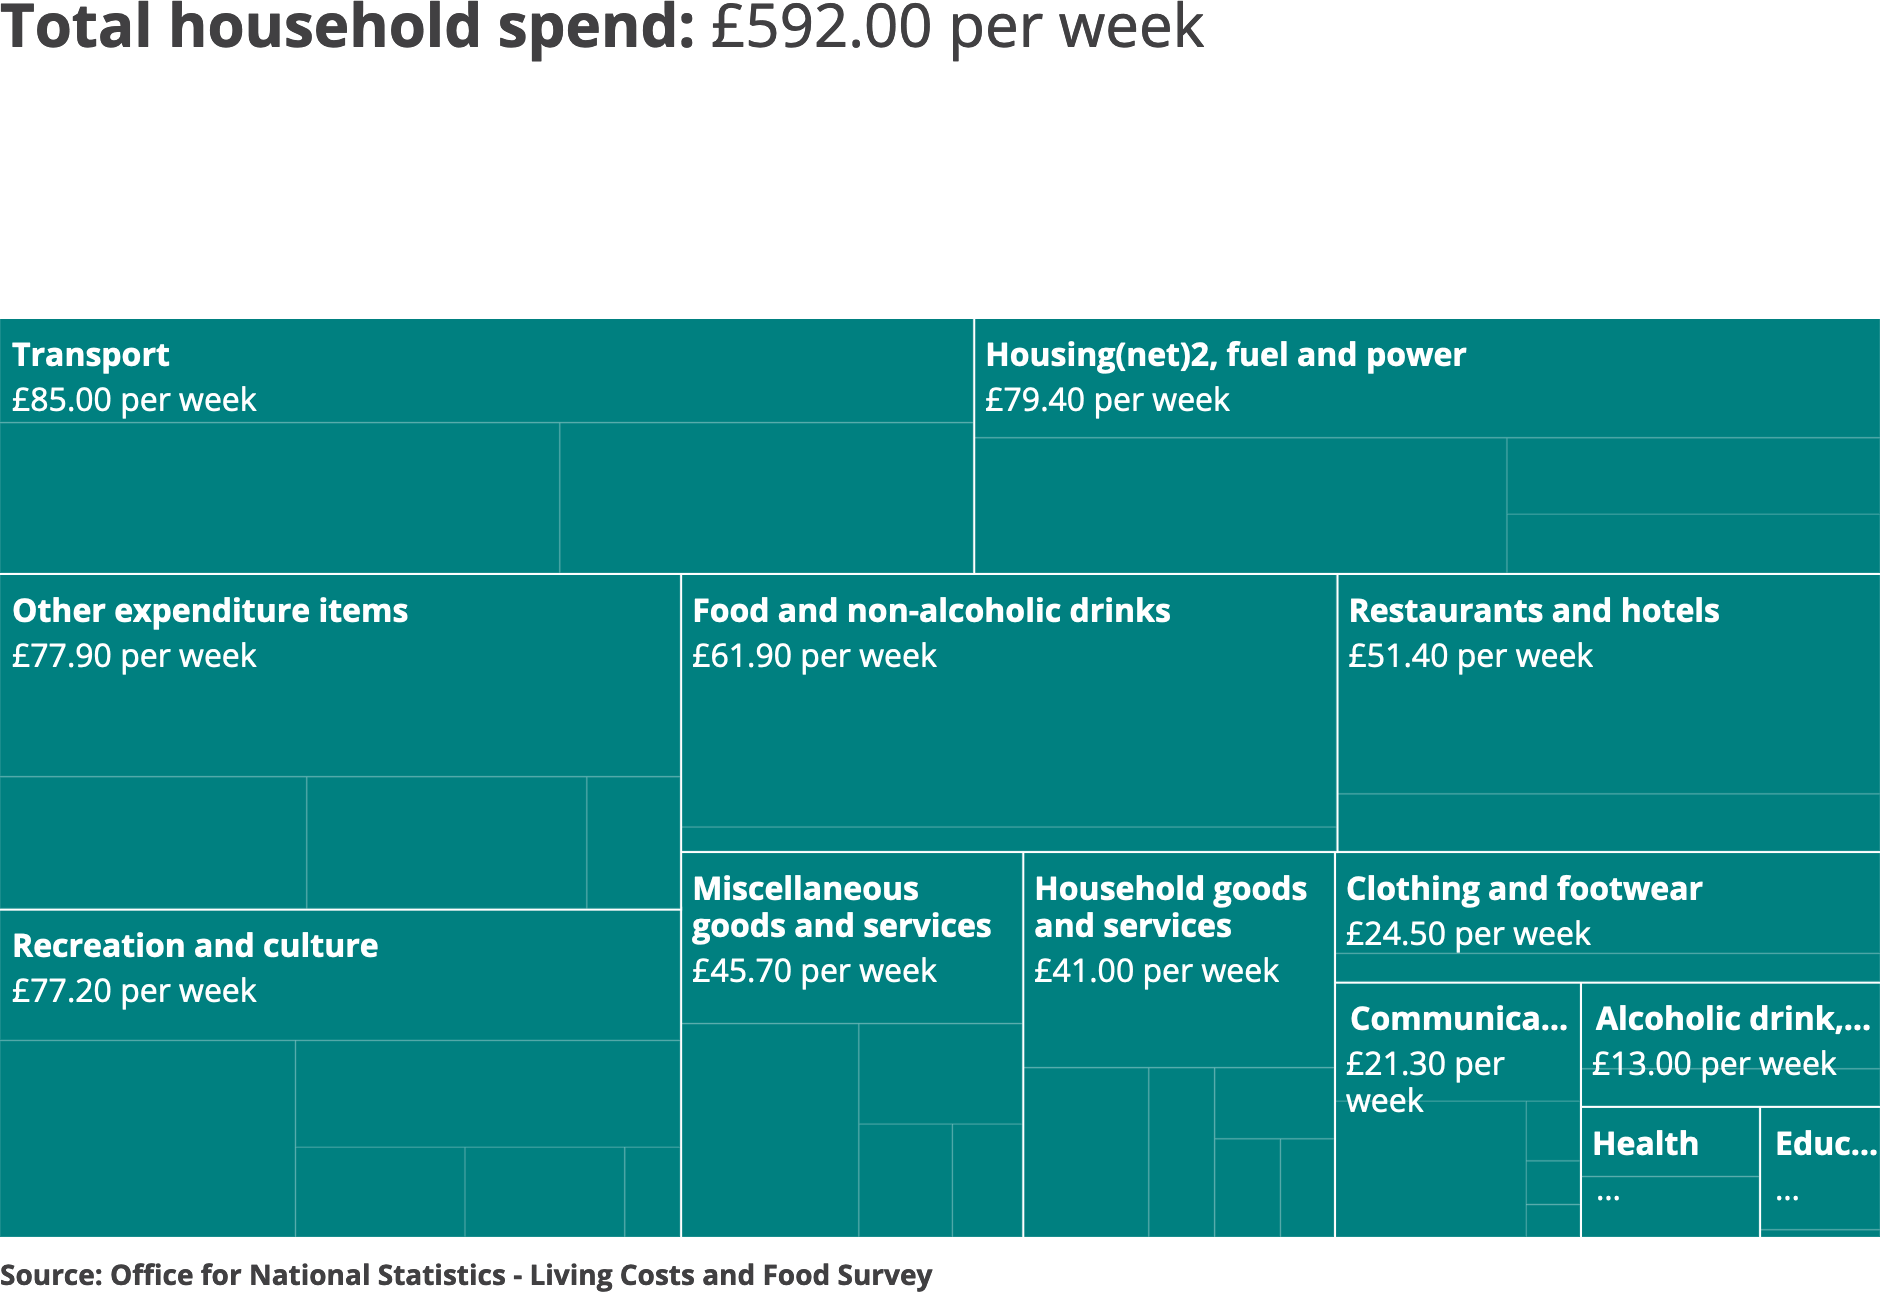 Total household spend: £592.00 per week
Transport
£85.00 per week
Housing(net)2, fuel and power
£79.40 per week
Other expenditure items
£77.90 per week
Food and non-alcoholic drinks
£61.90 per week
Restaurants and hotels
£51.40 per week
Recreation and culture
£77.20 per week
Miscellaneous
goods and services
£45.70 per week
Household goods
and services
£41.00 per week
Clothing and footwear
£24.50 per week
Communica...
£21.30 per
week
Alcoholic drink,...
£13.00 per week
Health
...
Educ...
...
Source: Office for National Statistics - Living Costs and Food Survey